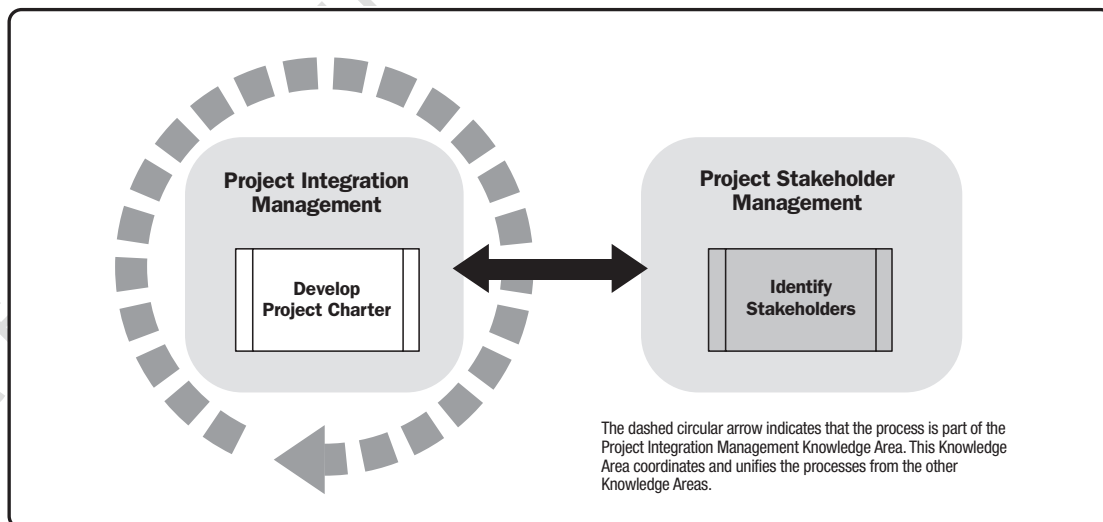 Project Integration
Management
Develop
Project Charter
Project Stakeholder
Management
Identify
Stakeholders
The dashed circular arrow indicates that the process is part of the
Project Integration Management Knowledge Area. This Knowledge
Area coordinates and unifies the processes from the other
Knowledge Areas.